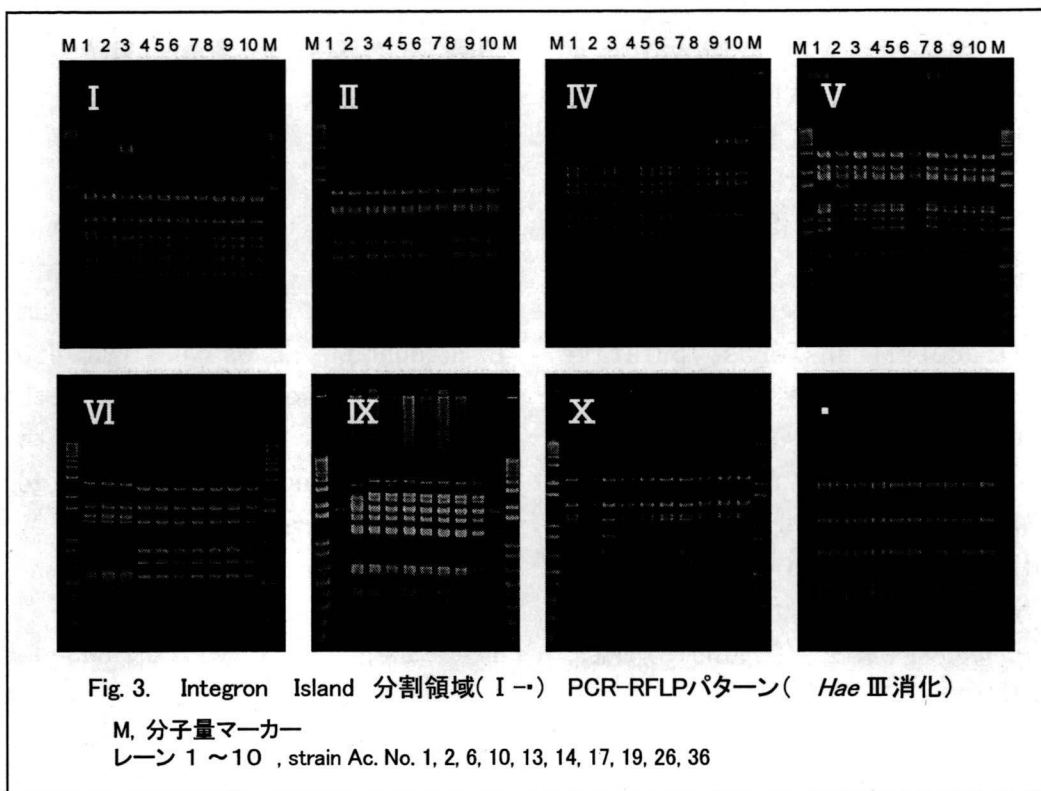 M 1 2 3 4 5 6 7 8 9 10 M
M 1 2 3 4 5 6 7 8 9 10 M
M 1 2 3 4 5 6 7 8 9 10 M
M 1 2 3 4 5 6 7 8 9 10 M
I
II
IV
V
VI
IX
X
・
Fig. 3. Integron Island 分割領域( I -・) PCR-RFLPパターン( Hae III 消化)
M, 分子量マーカー
レーン 1 ～10 , strain Ac. No. 1, 2, 6, 10, 13, 14, 17, 19, 26, 36